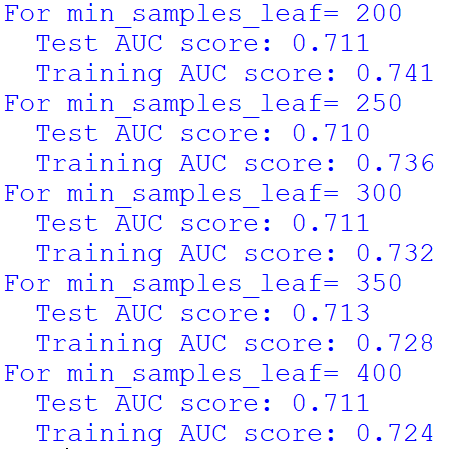 For min_samples_leaf= 200
  Test AUC score: 0.711
  Training AUC score: 0.741
For min_samples_leaf= 250
  Test AUC score: 0.710
  Training AUC score: 0.736
For min_samples_leaf= 300
  Test AUC score: 0.711
  Training AUC score: 0.732
For min_samples_leaf= 350
  Test AUC score: 0.713
  Training AUC score: 0.728
For min_samples_leaf= 400
  Test AUC score: 0.711
  Training AUC score: 0.724